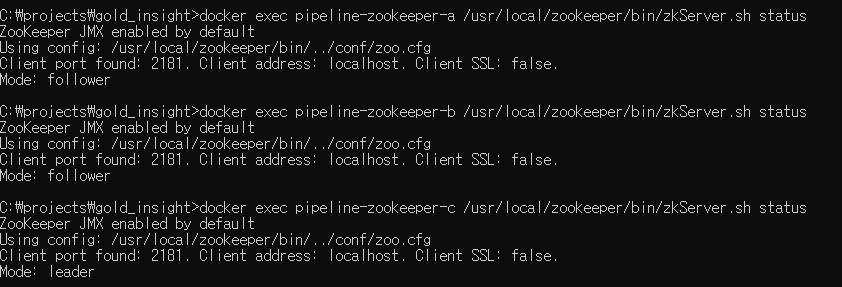 C:₩projects₩gold_insight>docker exec pipeline-zookeeper-a /usr/local/zookeeper/bin/zkServer.sh status
ZooKeeper JMX enabled by default
Using config: /usr/local/zookeeper/bin/../conf/zoo.cfg
Client port found: 2181. Client address: localhost. Client SSL: false.
Mode: follower
C:₩projects₩gold_insight>docker exec pipeline-zookeeper-b /usr/local/zookeeper/bin/zkServer.sh status
ZooKeeper JMX enabled by default
Using config: /usr/local/zookeeper/bin/../conf/zoo.cfg
Client port found: 2181. Client address: localhost. Client SSL: false.
Mode: follower
C:₩projects₩gold_insight>docker exec pipeline-zookeeper-c /usr/local/zookeeper/bin/zkServer.sh status
ZooKeeper JMX enabled by default
Using config: /usr/local/zookeeper/bin/../conf/zoo.cfg
Client port found: 2181. Client address: localhost. Client SSL: false.
Mode: leader